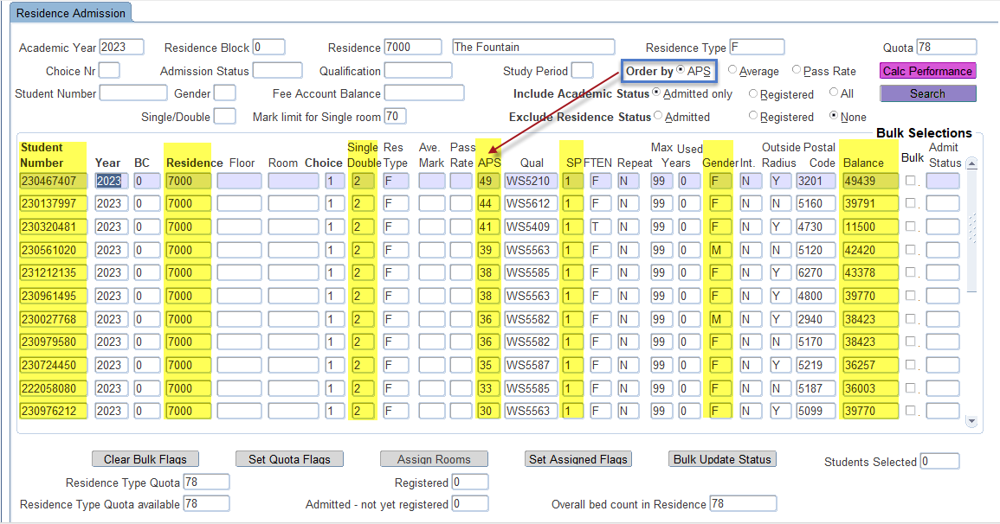 Residence Admission
Academic Year 2023 Residence Block 0 Residence 7000 The Fountain Residence Type F Quota 78
Choice Nr Admission Status Qualification Study Period Order by APS Average Pass Rate Calc Performance
Student Number Gender Fee Account Balance Include Academic Status Admitted only Registered All Search
Single/Double Mark limit for Single room 70 Exclude Residence Status Admitted Registered None
Bulk Selections
Student Single Res Ave. Pass Max Used Outside Postal Admit
Number Year BC Residence Floor Room Choice Double Type Mark Rate APS Qual SP FTEN Repeat Years Gender Int. Radius Code Balance Bulk Status
230467407 2023 0 7000 1 2 F 49 WS5210 1 F N 99 0 F N Y 3201 49439 .
230137997 2023 0 7000 1 2 F 44 WS5612 1 F N 99 0 F N N 5160 39791 .
230320481 2023 0 7000 1 2 F 41 WS5409 1 T N 99 0 F N Y 4730 11500 .
230561020 2023 0 7000 1 2 F 39 WS5563 1 F N 99 0 M N N 5120 42420 .
231212135 2023 0 7000 1 2 F 38 WS5585 1 F N 99 0 F N Y 6270 43378 .
230961495 2023 0 7000 1 2 F 38 WS5563 1 F N 99 0 F N Y 4800 39770 .
230027768 2023 0 7000 1 2 F 36 WS5582 1 F N 99 0 M N Y 2940 38423 .
230979580 2023 0 7000 1 2 F 36 WS5582 1 F N 99 0 F N N 5170 38423 .
230724450 2023 0 7000 1 2 F 35 WS5587 1 F N 99 0 F N Y 5219 36257 .
222058080 2023 0 7000 1 2 F 33 WS5585 1 F N 99 0 F N N 5187 36003 .
230976212 2023 0 7000 1 2 F 30 WS5563 1 F N 99 0 F N Y 5099 39770 .
Clear Bulk Flags Set Quota Flags Assign Rooms Set Assigned Flags Bulk Update Status Students Selected 0
Residence Type Quota 78 Registered 0
Residence Type Quota available 78 Admitted - not yet registered 0 Overall bed count in Residence 78